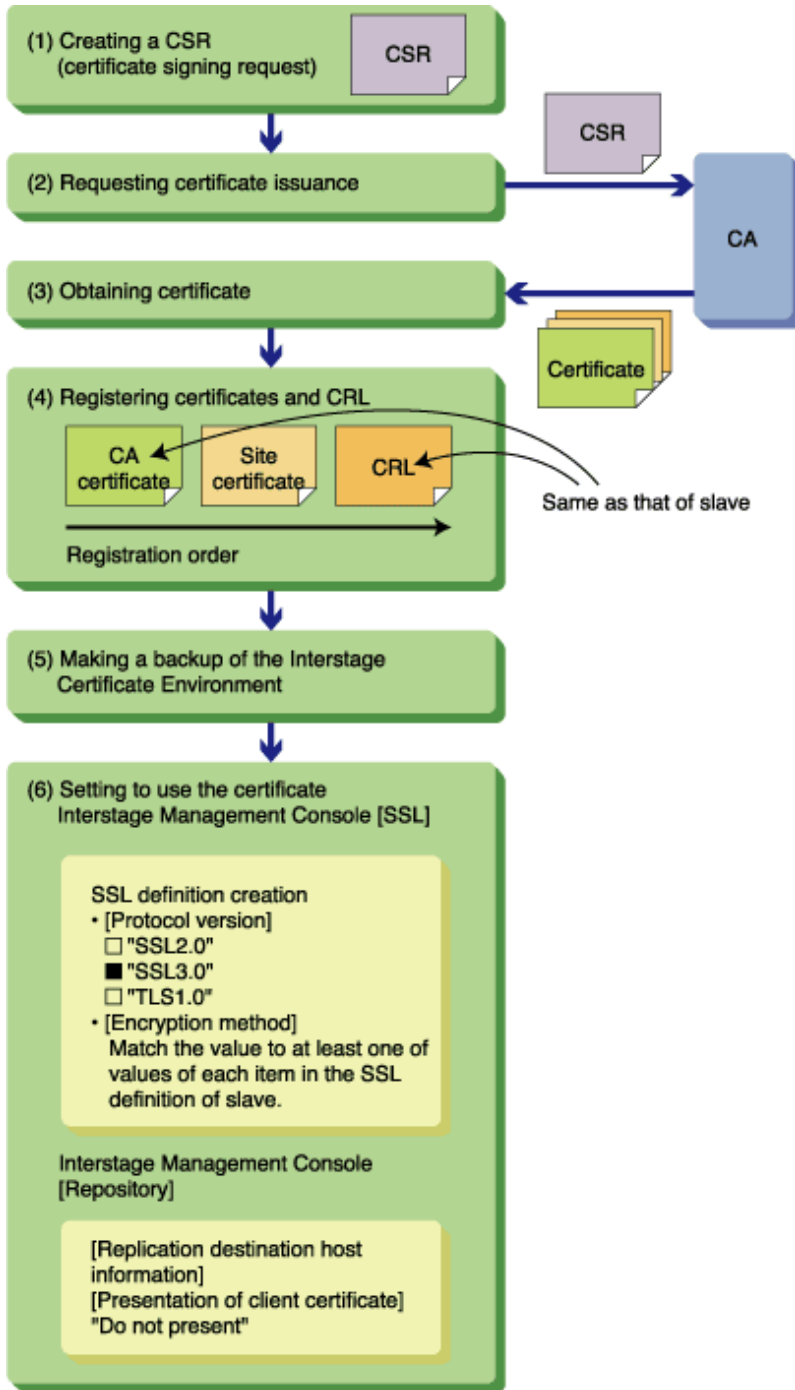 (1) Creating a CSR
(certificate signing request)
CSR
CSR
(2) Requesting certificate issuance
CA
(3) Obtaining certificate
Certificate
(4) Registering certificates and CRL
CA
certificate
Site
certificate
CRL
Same as that of slave
Registration order
(5) Making a backup of the Interstage
Certificate Environment
(6) Setting to use the certificate
Interstage Management Console [SSL]
SSL definition creation
• [Protocol version]
□ "SSL2.0"
■ "SSL3.0"
□ "TLS1.0"
• [Encryption method]
Match the value to at least one of
values of each item in the SSL
definition of slave.
Interstage Management Console
[Repository]
[Replication destination host
information]
[Presentation of client certificate]
"Do not present"